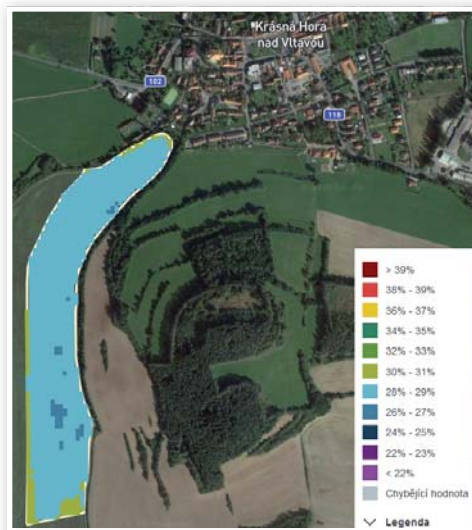 Krásná Hora
nad Vltavou
102
118
> 39%
38% - 39%
36% - 37%
34% - 35%
32% - 33%
30% - 31%
28% - 29%
26% - 27%
24% - 25%
22% - 23%
< 22%
Chybějící hodnota
Legenda